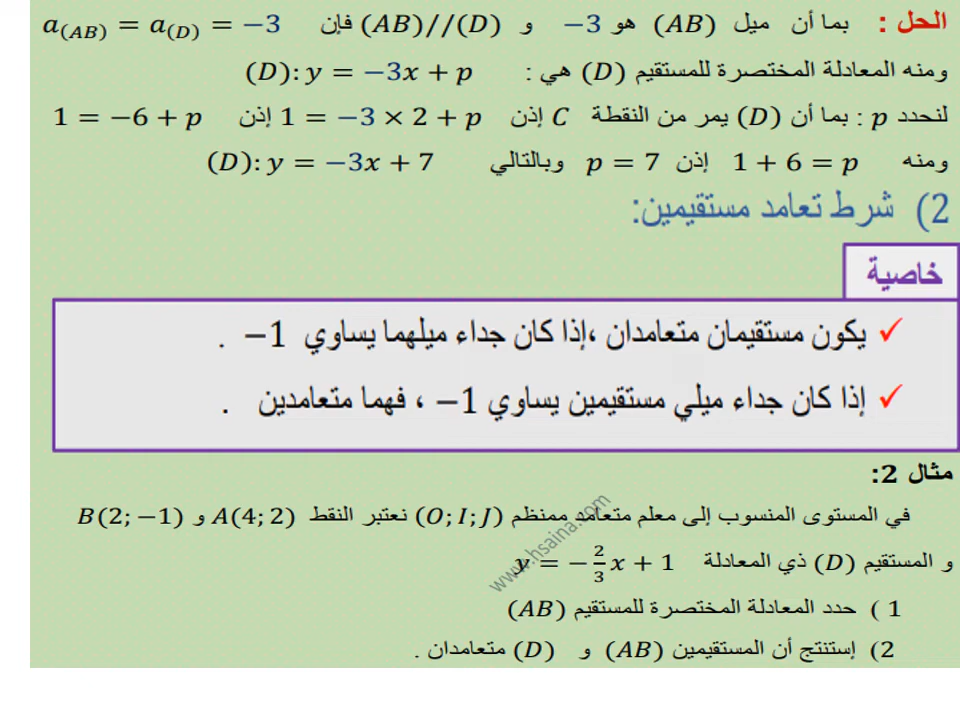 الحل : بما أن ميل (AB) هو −3 و (AB)//(D) فإن a(AB) = a(D) = −3
ومنه المعادلة المختصرة للمستقيم (D) هي : (D): y = −3x + p
لنحدد p : بما أن (D) يمر من النقطة C إذن 1 = −3 × 2 + p إذن 1 = −6 + p
ومنه 1 + 6 = p إذن p = 7 وبالتالي (D): y = −3x + 7
2) شرط تعامد مستقيمين:
خاصية
✓ يكون مستقيمان متعامدان ،إذا كان جداء ميلهما يساوي −1 .
✓ إذا كان جداء ميلي مستقيمين يساوي −1 ، فهما متعامدين .
مثال 2:
في المستوى المنسوب إلى معلم متعامد ممنظم (O; I; J) نعتبر النقط A(4; 2) و B(2; −1)
و المستقيم (D) ذي المعادلة y = −2/3 x + 1
1 ) حدد المعادلة المختصرة للمستقيم (AB)
2) إستنتج أن المستقيمين (AB) و (D) متعامدان .
www.hsaina.com